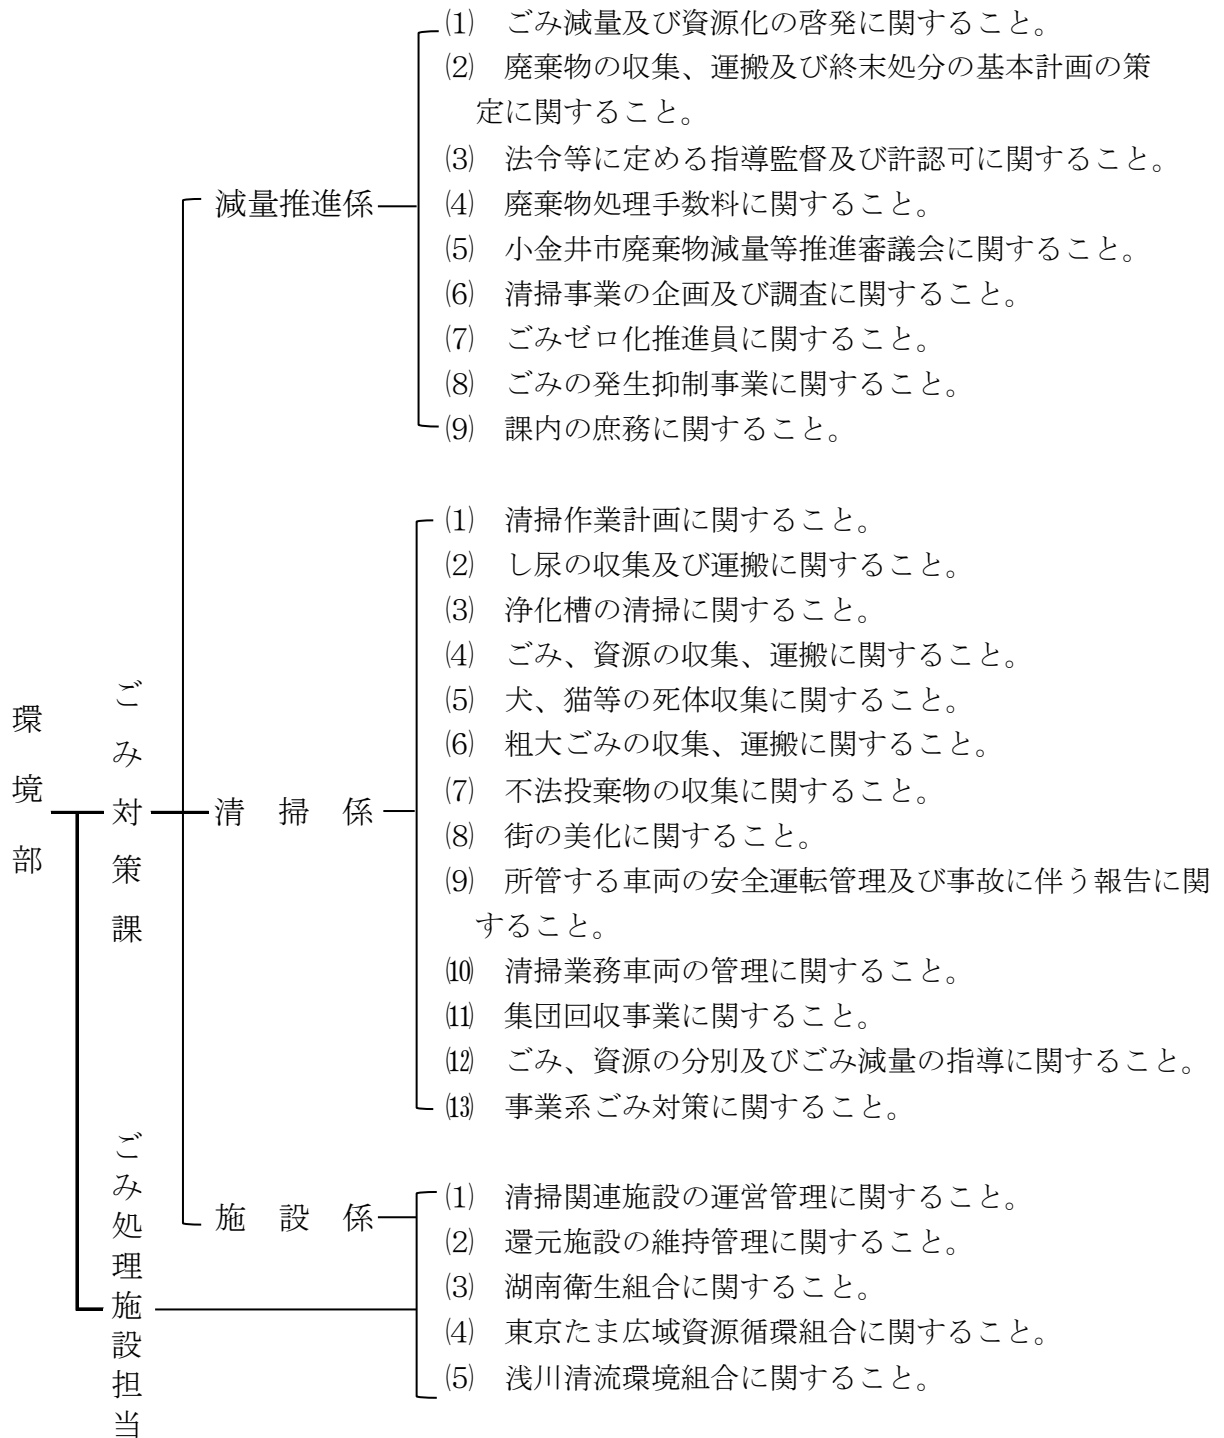 環境部
ごみ対策課
減量推進係
⑴ ごみ減量及び資源化の啓発に関すること。
⑵ 廃棄物の収集、運搬及び終末処分の基本計画の策
定に関すること。
⑶ 法令等に定める指導監督及び許認可に関すること。
⑷ 廃棄物処理手数料に関すること。
⑸ 小金井市廃棄物減量等推進審議会に関すること。
⑹ 清掃事業の企画及び調査に関すること。
⑺ ごみゼロ化推進員に関すること。
⑻ ごみの発生抑制事業に関すること。
⑼ 課内の庶務に関すること。
清掃係
⑴ 清掃作業計画に関すること。
⑵ し尿の収集及び運搬に関すること。
⑶ 浄化槽の清掃に関すること。
⑷ ごみ、資源の収集、運搬に関すること。
⑸ 犬、猫等の死体収集に関すること。
⑹ 粗大ごみの収集、運搬に関すること。
⑺ 不法投棄物の収集に関すること。
⑻ 街の美化に関すること。
⑼ 所管する車両の安全運転管理及び事故に伴う報告に関
すること。
⑽ 清掃業務車両の管理に関すること。
⑾ 集団回収事業に関すること。
⑿ ごみ、資源の分別及びごみ減量の指導に関すること。
⒀ 事業系ごみ対策に関すること。
施設係
ごみ処理施設担当
⑴ 清掃関連施設の運営管理に関すること。
⑵ 還元施設の維持管理に関すること。
⑶ 湖南衛生組合に関すること。
⑷ 東京たま広域資源循環組合に関すること。
⑸ 浅川清流環境組合に関すること。